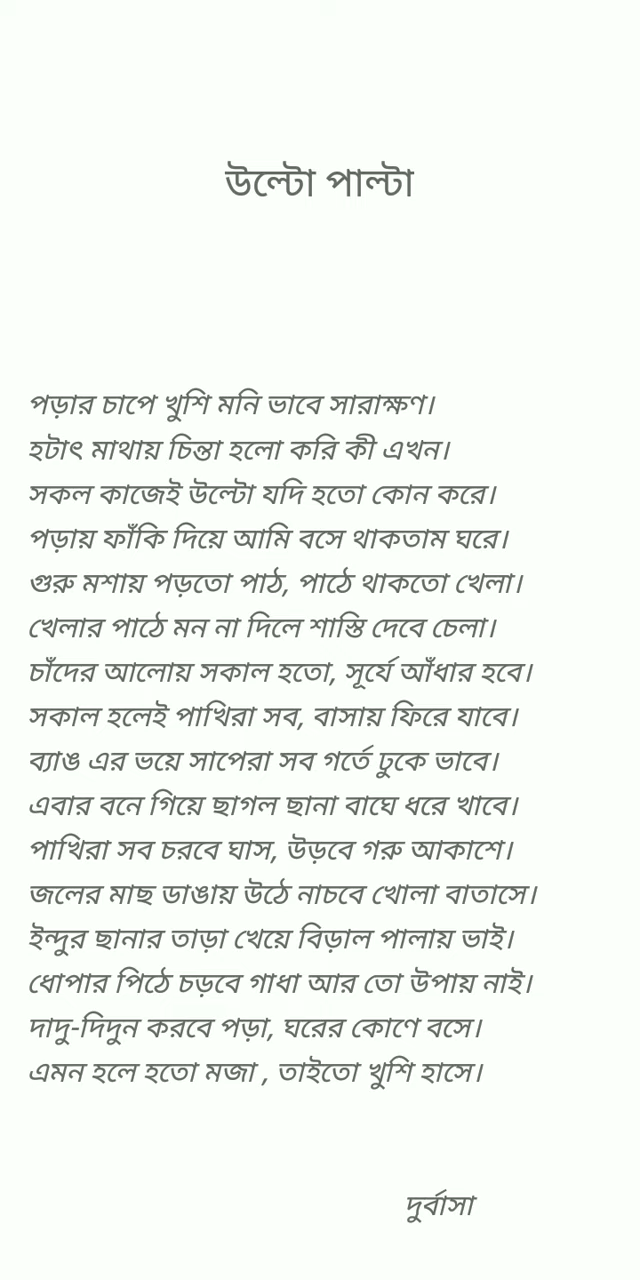 উল্টো পাল্টা
পড়ার চাপে খুশি মনি ভাবে সারাক্ষণ।
হটাৎ মাথায় চিন্তা হলো করি কী এখন।
সকল কাজেই উল্টো যদি হতো কোন করে।
পড়ায় ফাঁকি দিয়ে আমি বসে থাকতাম ঘরে।
গুরু মশায় পড়তো পাঠ, পাঠে থাকতো খেলা।
খেলার পাঠে মন না দিলে শাস্তি দেবে চেলা।
চাঁদের আলোয় সকাল হতো, সূর্যে আঁধার হবে।
সকাল হলেই পাখিরা সব, বাসায় ফিরে যাবে।
ব্যাঙ এর ভয়ে সাপেরা সব গর্তে ঢুকে ভাবে।
এবার বনে গিয়ে ছাগল ছানা বাঘে ধরে খাবে।
পাখিরা সব চরবে ঘাস, উড়বে গরু আকাশে।
জলের মাছ ডাঙায় উঠে নাচবে খোলা বাতাসে।
ইন্দুর ছানার তাড়া খেয়ে বিড়াল পালায় ভাই।
ধোপার পিঠে চড়বে গাধা আর তো উপায় নাই।
দাদু-দিদুন করবে পড়া, ঘরের কোণে বসে।
এমন হলে হতো মজা , তাইতো খুশি হাসে।
দুর্বাসা